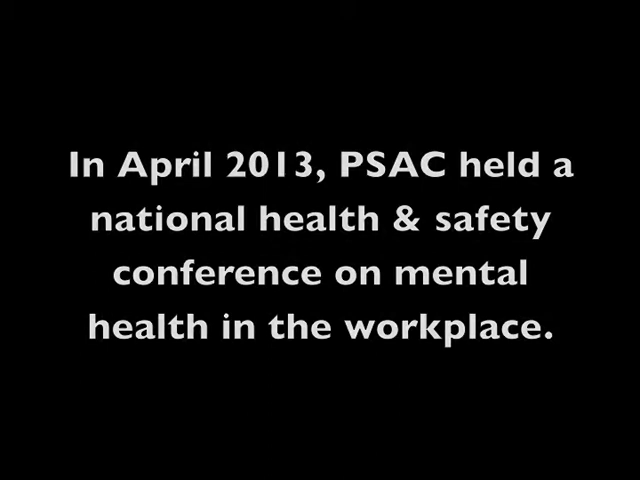 In April 2013, PSAC held a
national health & safety
conference on mental
health in the workplace.